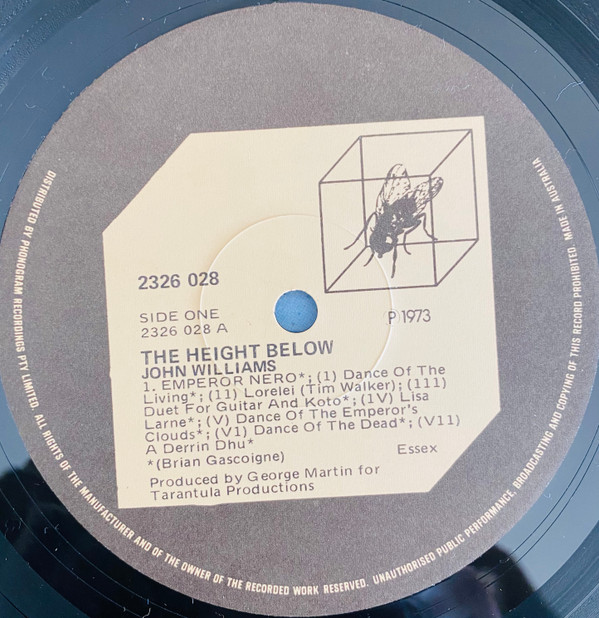 2326 028
SIDE ONE
2326 028 A
P 1973
THE HEIGHT BELOW
JOHN WILLIAMS
1. EMPEROR NERO*; (1) Dance Of The
Living*; (11) Lorelei (Tim Walker); (111)
Duet For Guitar And Koto*; (1V) Lisa
Larne*; (V) Dance Of The Emperor's
Clouds*; (V1) Dance Of The Dead*; (V11)
A Derrin Dhu*
*(Brian Gascoigne)
Essex
Produced by George Martin for
Tarantula Productions
DISTRIBUTED BY PHONOGRAM RECORDINGS PTY LIMITED. ALL RIGHTS OF THE MANUFACTURER AND OF THE OWNER OF THE RECORDED WORK RESERVED. UNAUTHORISED PUBLIC PERFORMANCE, BROADCASTING AND COPYING OF THIS RECORD PROHIBITED. MADE IN AUSTRALIA